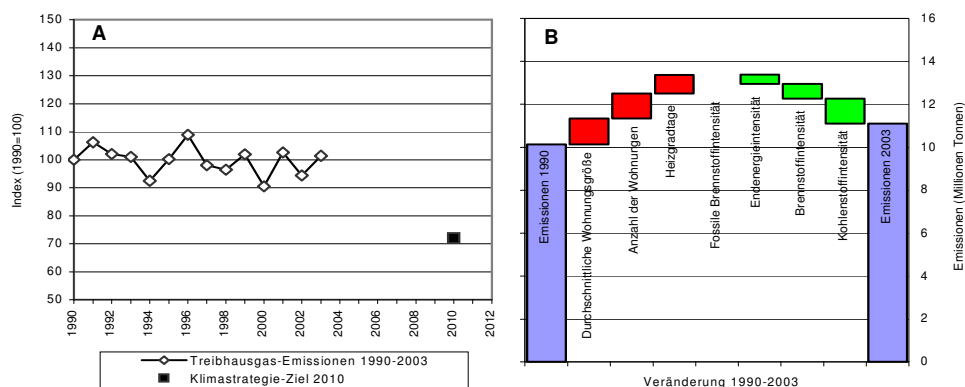 A
Index (1990=100)
150
140
130
120
110
100
90
80
70
60
50
1990
1992
1994
1996
1998
2000
2002
2004
2006
2008
2010
2012
Treibhausgas-Emissionen 1990-2003
Klimastrategie-Ziel 2010
B
Emissionen 1990
Durchschnittliche Wohnungsgröße
Anzahl der Wohnungen
Heizgradtage
Fossile Brennstoffintensität
Endenergieintensität
Brennstoffintensität
Kohlenstoffintensität
Emissionen 2003
16
14
12
10
8
6
4
2
0
Emissionen (Millionen Tonnen)
Veränderung 1990-2003